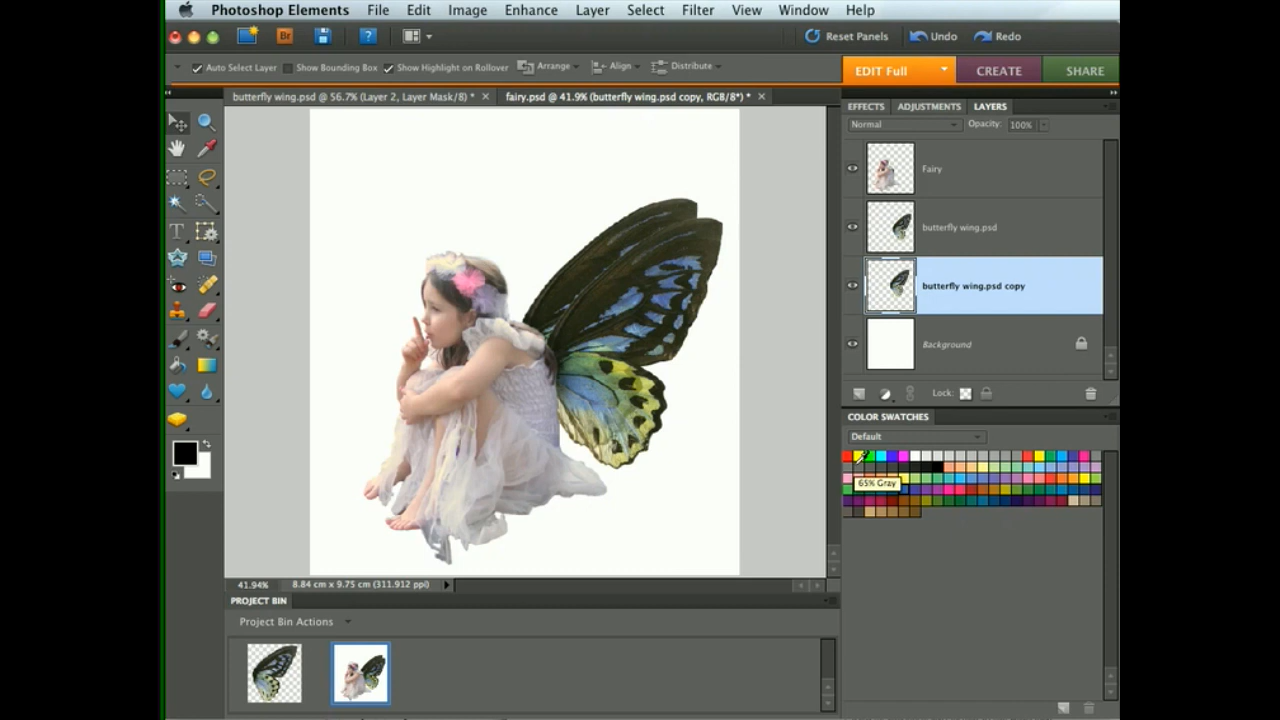 Photoshop Elements File Edit Image Enhance Layer Select Filter View Window Help
Br ? Reset Panels Undo Redo
Auto Select Layer Show Bounding Box Show Highlight on Rollover Arrange Align Distribute EDIT Full CREATE SHARE
butterfly wing.psd @ 56.7% (Layer 2, Layer Mask/8) * fairy.psd @ 41.9% (butterfly wing.psd copy, RGB/8*) *
EFFECTS ADJUSTMENTS LAYERS
Normal Opacity: 100%
Fairy
butterfly wing.psd
butterfly wing.psd copy
Background
Lock:
COLOR SWATCHES
Default
65% Gray
41.94% 8.84 cm x 9.75 cm (311.912 ppi)
PROJECT BIN
Project Bin Actions